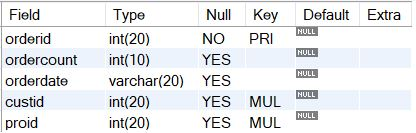 Field Type Null Key Default Extra
orderid int(20) NO PRI NULL
ordercount int(10) YES NULL
orderdate varchar(20) YES NULL
custid int(20) YES MUL NULL
proid int(20) YES MUL NULL